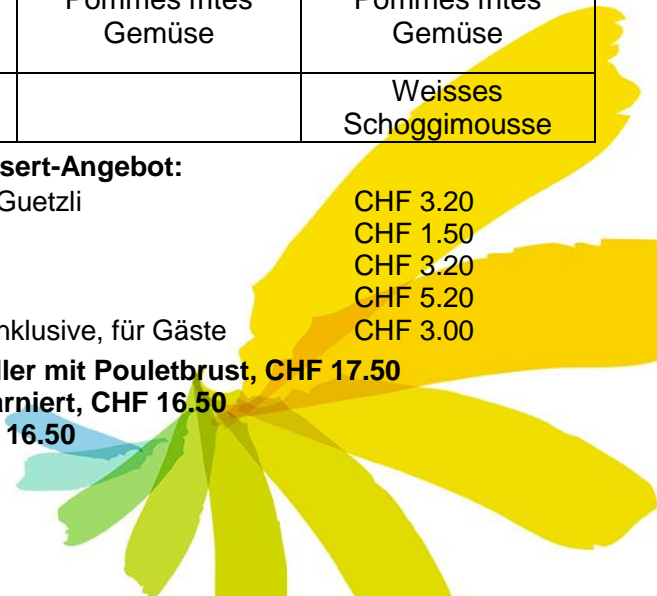 Pommes frites Pommes frites
Gemüse Gemüse
Weisses
Schoggimousse
sert-Angebot:
Guetzli CHF 3.20
CHF 1.50
CHF 3.20
CHF 5.20
nklusive, für Gäste CHF 3.00
ller mit Pouletbrust, CHF 17.50
arniert, CHF 16.50
16.50